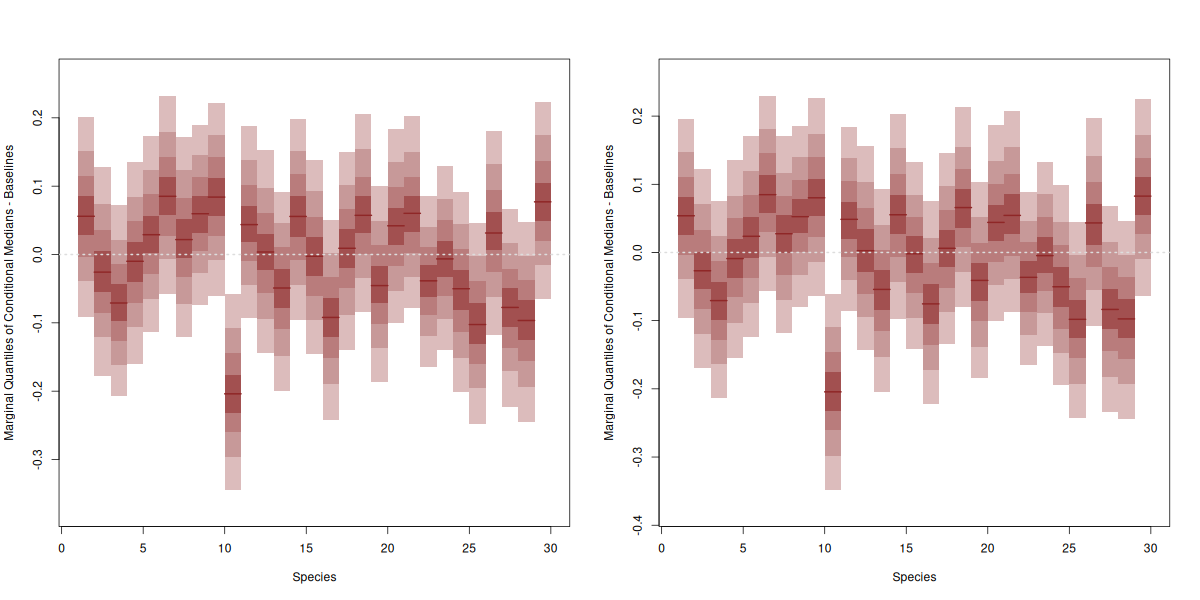 Marginal Quantiles of Conditional Medians - Baselines
0.2
0.1
0.0
-0.1
-0.2
-0.3
0 5 10 15 20 25 30
Species
Marginal Quantiles of Conditional Medians - Baselines
0.2
0.1
0.0
-0.1
-0.2
-0.3
-0.4
0 5 10 15 20 25 30
Species